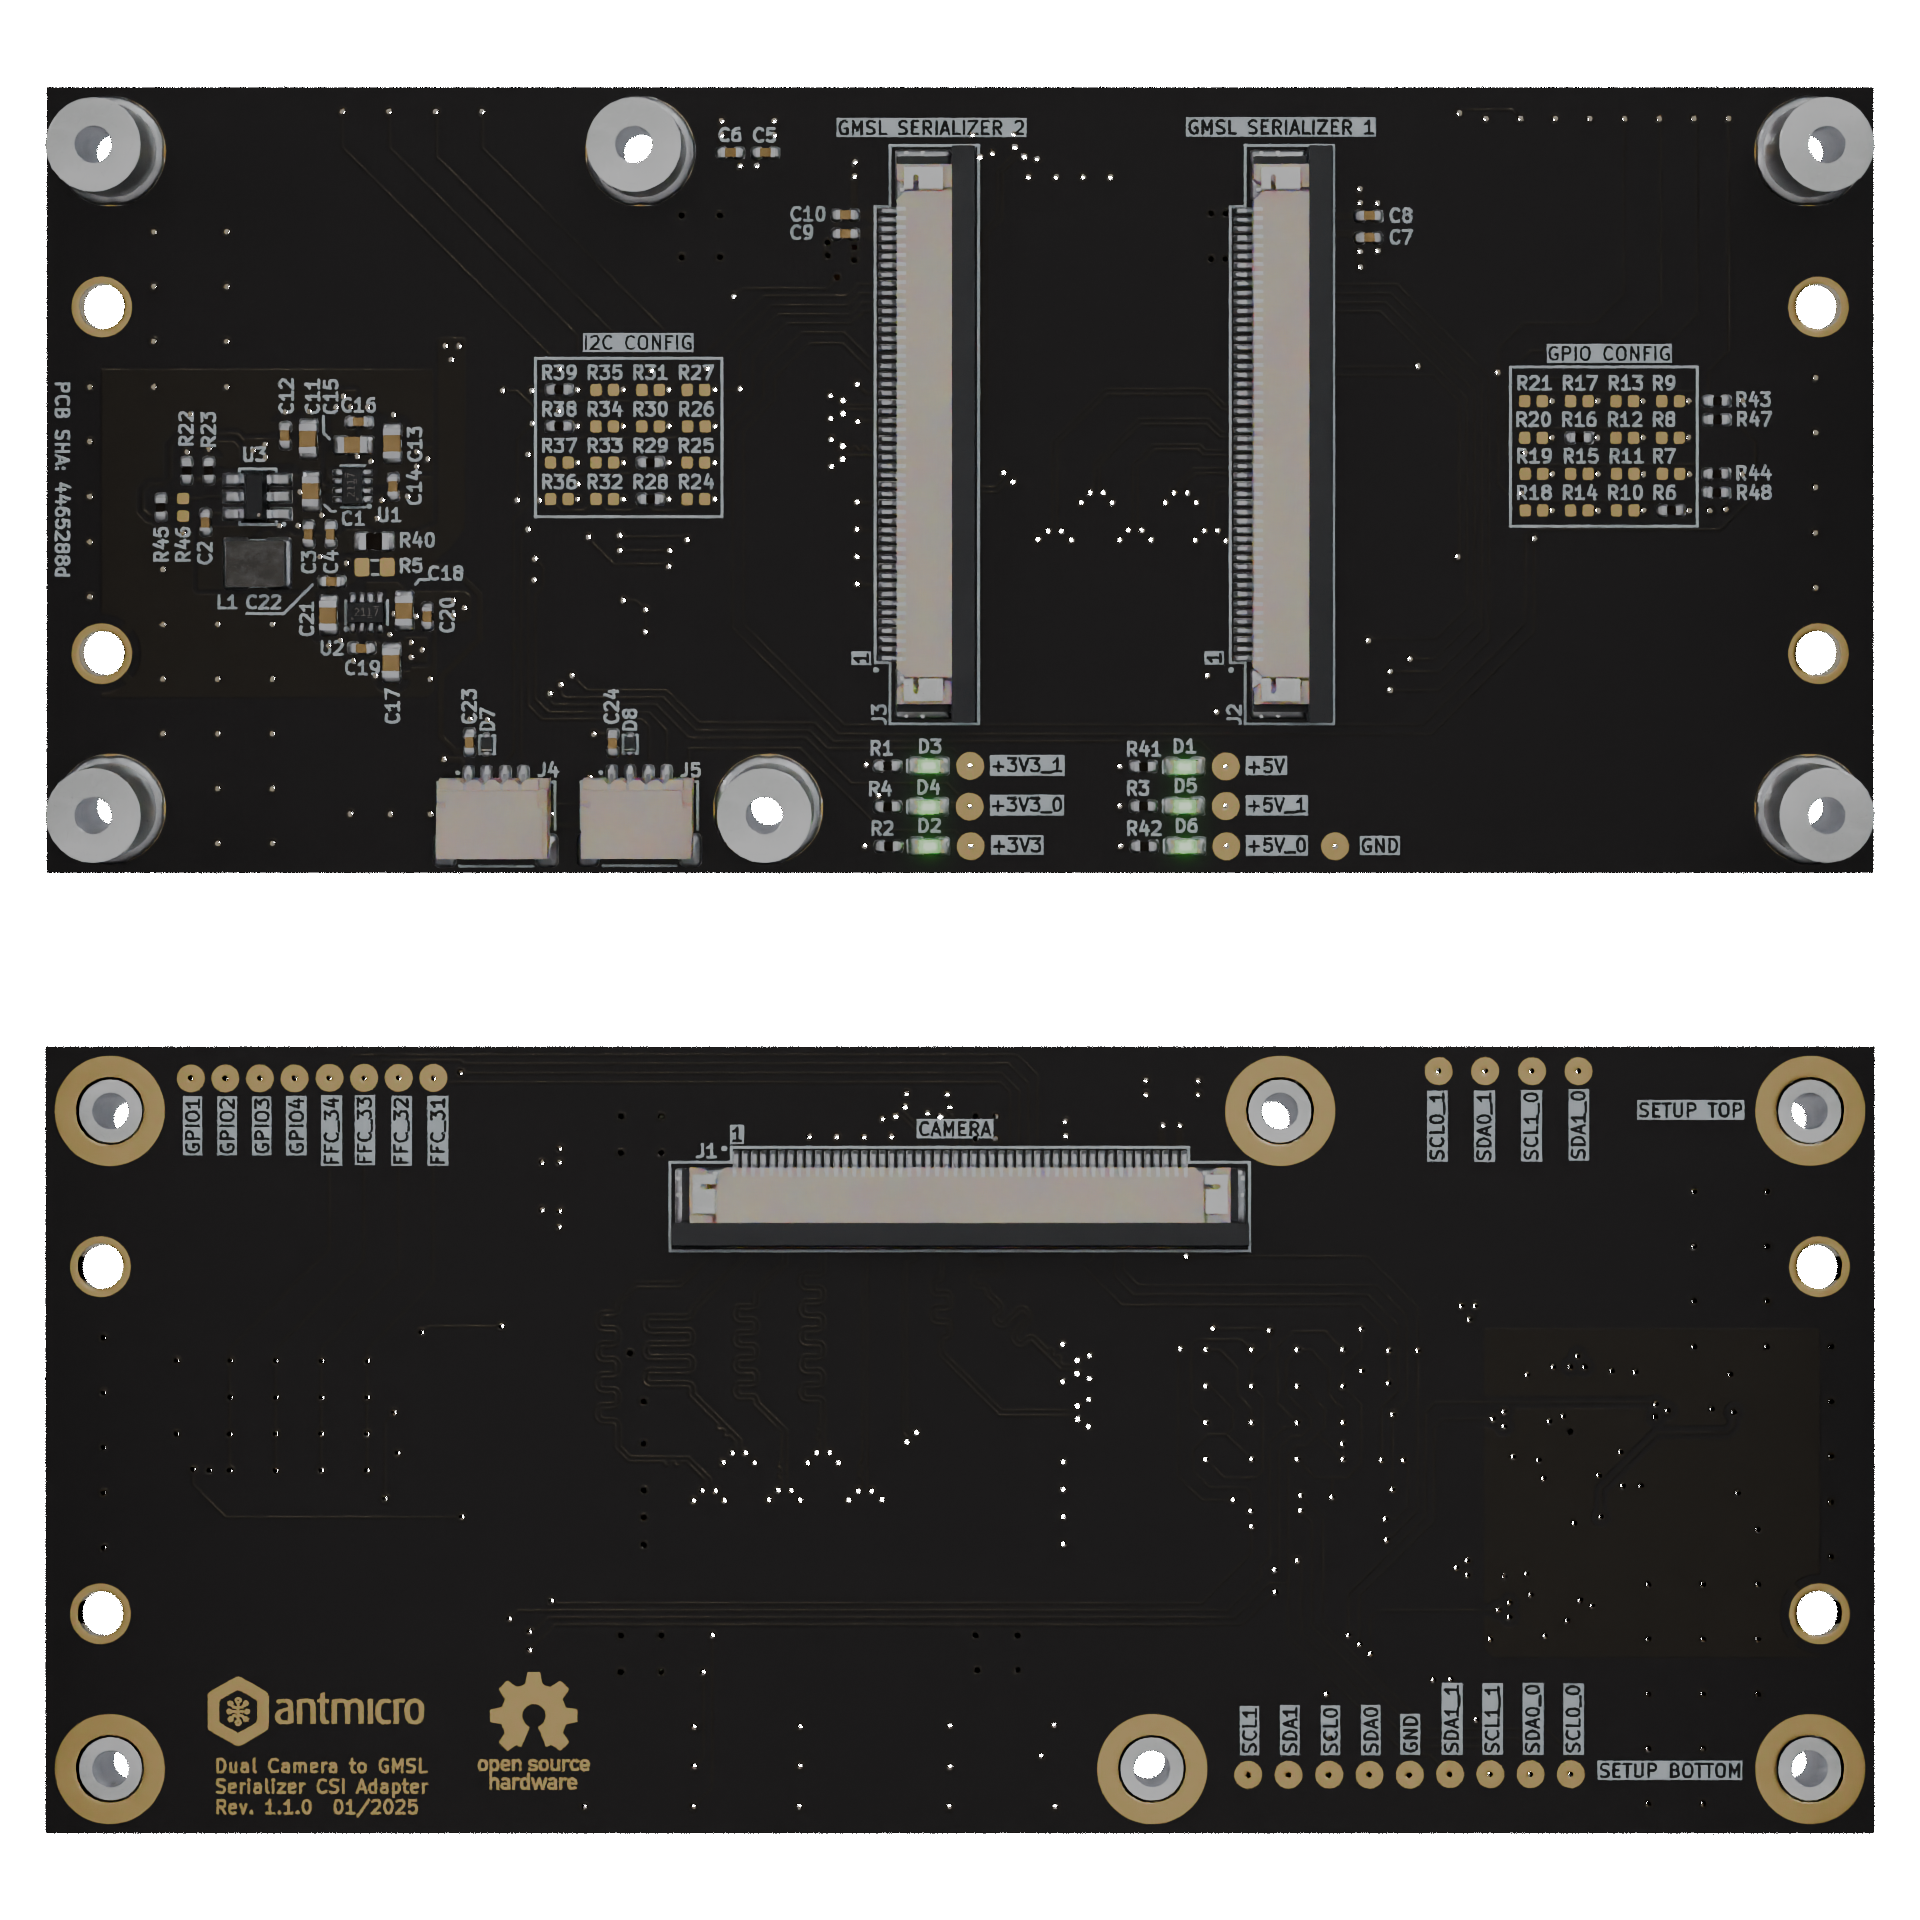 C6 C5
GMSL SERIALIZER 2
GMSL SERIALIZER 1
C10
C9
C8
C7
I2C CONFIG
R39 R35 R31 R27
R38 R34 R30 R26
R37 R33 R29 R25
R36 R32 R28 R24
GPIO CONFIG
R21 R17 R13 R9
R20 R16 R12 R8
R19 R15 R11 R7
R18 R14 R10 R6
R43
R47
R44
R48
PCB SHA: 4465288d
R22
R23
C12
C11
C15
C16
C13
U3
C14
2117
C1
U1
R45
R46
C2
C3
C4
R40
R5
C18
L1 C22
C21
2117
C20
U2
C19
C17
C23
D7
C24
D8
J4
J5
1
J3
1
J2
R1 D3 +3V3_1
R4 D4 +3V3_0
R2 D2 +3V3
R41 D1 +5V
R3 D5 +5V_1
R42 D6 +5V_0 GND
GPIO1
GPIO2
GPIO3
GPIO4
FFC_34
FFC_33
FFC_32
FFC_31
J1
1
CAMERA
SCL0_1
SDA0_1
SCL1_0
SDA1_0
SETUP TOP
antmicro
Dual Camera to GMSL
Serializer CSI Adapter
Rev. 1.1.0 01/2025
open source
hardware
SCL1
SDA1
SCL0
SDA0
GND
SDA1_1
SCL1_1
SDA0_0
SCL0_0
SETUP BOTTOM